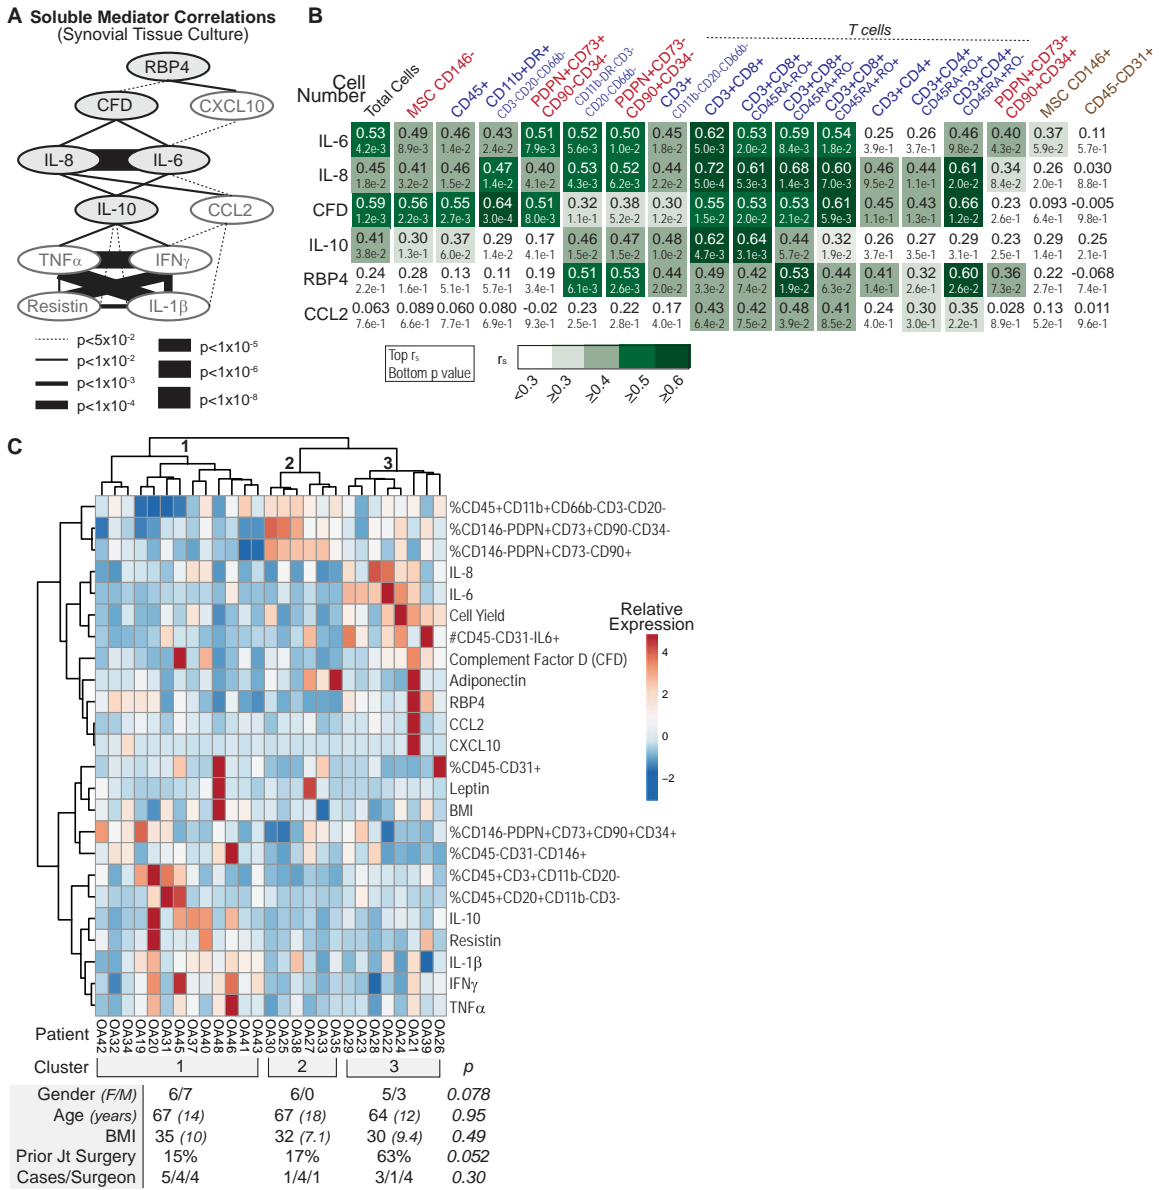 A Soluble Mediator Correlations
(Synovial Tissue Culture)
RBP4
CFD
CXCL10
IL-8
IL-6
IL-10
CCL2
TNFα
IFNγ
Resistin
IL-1β
p<5x10-2
p<1x10-2
p<1x10-3
p<1x10-4
p<1x10-5
p<1x10-6
p<1x10-8
B
T cells
Cell
Number
Total Cells
MSC CD146-
CD45+
CD11b+DR+
CD3-CD20-CD66b-
PDPN+CD73+
CD90-CD34-
CD11b+DR-CD3-
CD20-CD66b-
PDPN+CD73-
CD90+CD34-
CD3+
CD11b-CD20-CD66b-
CD3+CD8+
CD3+CD8+
CD45RA-RO+
CD3+CD8+
CD45RA+RO-
CD3+CD8+
CD45RA+RO+
CD3+CD4+
CD3+CD4+
CD45RA-RO+
CD3+CD4+
CD45RA+RO-
PDPN+CD73+
CD90+CD34+
MSC CD146+
CD45-CD31+
IL-6 0.53 0.49 0.46 0.43 0.51 0.52 0.50 0.45 0.62 0.53 0.59 0.54 0.25 0.26 0.46 0.40 0.37 0.11
4.2e-3 8.9e-3 1.4e-2 2.4e-2 7.9e-3 5.6e-3 1.0e-2 1.8e-2 5.0e-3 2.0e-2 8.4e-3 1.8e-2 3.9e-1 3.7e-1 9.8e-2 4.3e-2 5.9e-2 5.7e-1
IL-8 0.45 0.41 0.46 0.47 0.40 0.53 0.52 0.44 0.72 0.61 0.68 0.60 0.46 0.44 0.61 0.34 0.26 0.030
1.8e-2 3.2e-2 1.5e-2 1.4e-2 4.1e-2 4.3e-3 6.2e-3 2.2e-2 5.0e-4 5.3e-3 1.4e-3 7.0e-3 9.5e-2 1.1e-1 2.0e-2 8.4e-2 2.0e-1 8.8e-1
CFD 0.59 0.56 0.55 0.64 0.51 0.32 0.38 0.30 0.55 0.53 0.53 0.61 0.45 0.43 0.66 0.23 0.093 -0.005
1.2e-3 2.2e-3 2.7e-3 3.0e-4 8.0e-3 1.1e-1 5.2e-2 1.2e-2 1.5e-2 2.0e-2 2.1e-2 5.9e-3 1.1e-1 1.3e-1 1.2e-2 2.6e-1 6.4e-1 9.8e-1
IL-10 0.41 0.30 0.37 0.29 0.17 0.46 0.47 0.48 0.62 0.64 0.44 0.32 0.26 0.27 0.29 0.23 0.29 0.25
3.8e-2 1.3e-1 6.0e-2 1.4e-2 4.1e-1 1.5e-2 1.5e-2 1.0e-2 4.7e-3 3.1e-3 5.7e-2 1.9e-2 3.7e-2 3.5e-1 3.1e-1 2.9e-1 1.4e-1 2.1e-1
RBP4 0.24 0.28 0.13 0.11 0.19 0.51 0.53 0.44 0.49 0.42 0.53 0.44 0.41 0.32 0.60 0.36 0.22 -0.068
2.2e-1 1.6e-1 5.1e-1 5.7e-1 3.4e-1 6.1e-3 2.6e-3 2.0e-2 3.3e-2 7.4e-2 1.9e-2 6.3e-2 1.4e-1 2.6e-1 2.6e-2 7.3e-2 2.7e-1 7.4e-1
CCL2 0.063 0.089 0.060 0.080 -0.02 0.23 0.22 0.17 0.43 0.42 0.48 0.41 0.24 0.30 0.35 0.028 0.13 0.011
7.6e-1 6.6e-1 7.7e-1 6.9e-1 9.3e-1 2.5e-1 2.8e-1 4.0e-1 6.4e-2 7.5e-2 3.9e-2 8.5e-2 4.0e-1 3.0e-1 2.2e-1 8.9e-1 5.2e-1 9.6e-1
Top rs
Bottom p value
rs
<0.3 ≥0.3 ≥0.4 ≥0.5 ≥0.6
C
1 2 3
%CD45+CD11b+CD66b-CD3-CD20-
%CD146-PDPN+CD73+CD90-CD34-
%CD146-PDPN+CD73-CD90+
IL-8
IL-6
Cell Yield
#CD45-CD31-IL6+
Complement Factor D (CFD)
Adiponectin
RBP4
CCL2
CXCL10
%CD45-CD31+
Leptin
BMI
%CD146-PDPN+CD73+CD90+CD34+
%CD45-CD31-CD146+
%CD45+CD3+CD11b-CD20-
%CD45+CD20+CD11b-CD3-
IL-10
Resistin
IL-1β
IFNγ
TNFα
Relative
Expression
4
2
0
−2
Patient OA42 OA32 OA34 OA19 OA20 OA31 OA45 OA37 OA40 OA48 OA46 OA41 OA43 OA30 OA25 OA38 OA27 OA33 OA35 OA29 OA23 OA28 OA22 OA24 OA21 OA39 OA26
Cluster 1 2 3 p
Gender (F/M) 6/7 6/0 5/3 0.078
Age (years) 67 (14) 67 (18) 64 (12) 0.95
BMI 35 (10) 32 (7.1) 30 (9.4) 0.49
Prior Jt Surgery 15% 17% 63% 0.052
Cases/Surgeon 5/4/4 1/4/1 3/1/4 0.30